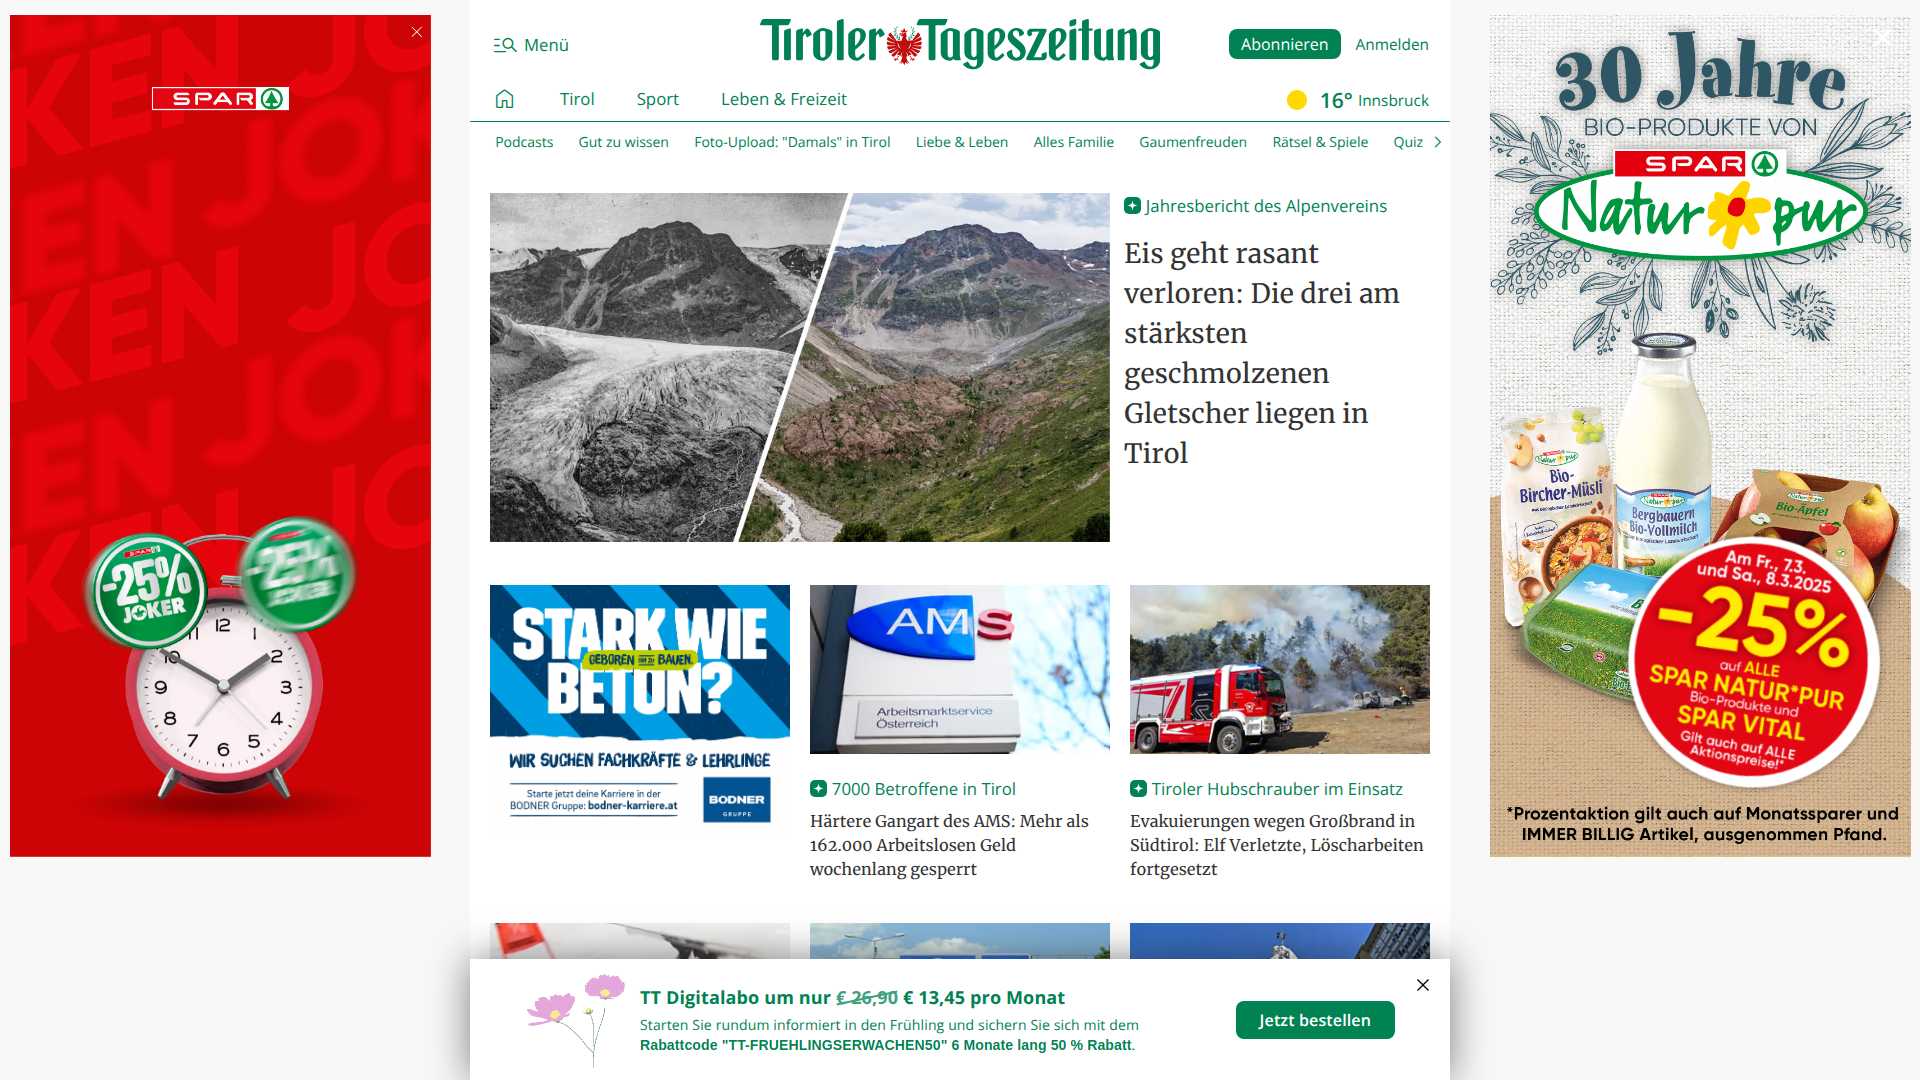 SPAR
Menü
Tiroler Tageszeitung
Abonnieren
Anmelden
Tirol
Sport
Leben & Freizeit
16° Innsbruck
Podcasts
Gut zu wissen
Foto-Upload: "Damals" in Tirol
Liebe & Leben
Alles Familie
Gaumenfreuden
Rätsel & Spiele
Quiz
Jahresbericht des Alpenvereins
Eis geht rasant
verloren: Die drei am
stärksten
geschmolzenen
Gletscher liegen in
Tirol
STARK WIE
GEBOREN UM ZU BAUEN.
BETON?
WIR SUCHEN FACHKRÄFTE & LEHRLINGE
Starte jetzt deine Karriere in der
BODNER Gruppe: bodner-karriere.at
BODNER
GRUPPE
AMS
Arbeitsmarktservice
Österreich
7000 Betroffene in Tirol
Härtere Gangart des AMS: Mehr als
162.000 Arbeitslosen Geld
wochenlang gesperrt
Tiroler Hubschrauber im Einsatz
Evakuierungen wegen Großbrand in
Südtirol: Elf Verletzte, Löscharbeiten
fortgesetzt
TT Digitalabo um nur € 26,90 € 13,45 pro Monat
Starten Sie rundum informiert in den Frühling und sichern Sie sich mit dem
Rabattcode "TT-FRUEHLINGSERWACHEN50" 6 Monate lang 50 % Rabatt.
Jetzt bestellen
JOKEN
SPAR
-25%
JOKER
-25%
JOKER
12
11
10
9
8
7
6
5
4
3
2
30 Jahre
BIO-PRODUKTE VON
SPAR
Natur pur
Natur pur
Bio-
Bircher-Müsli
Natur pur
Bergbauern
Bio-Vollmilch
Natur pur
Bio-Äpfel
Am Fr., 7.3.
und Sa., 8.3.2025
-25%
auf ALLE
SPAR NATUR*PUR
Bio-Produkte und
SPAR VITAL
Gilt auch auf ALLE
Aktionspreise!*
*Prozentaktion gilt auch auf Monatssparer und
IMMER BILLIG Artikel, ausgenommen Pfand.